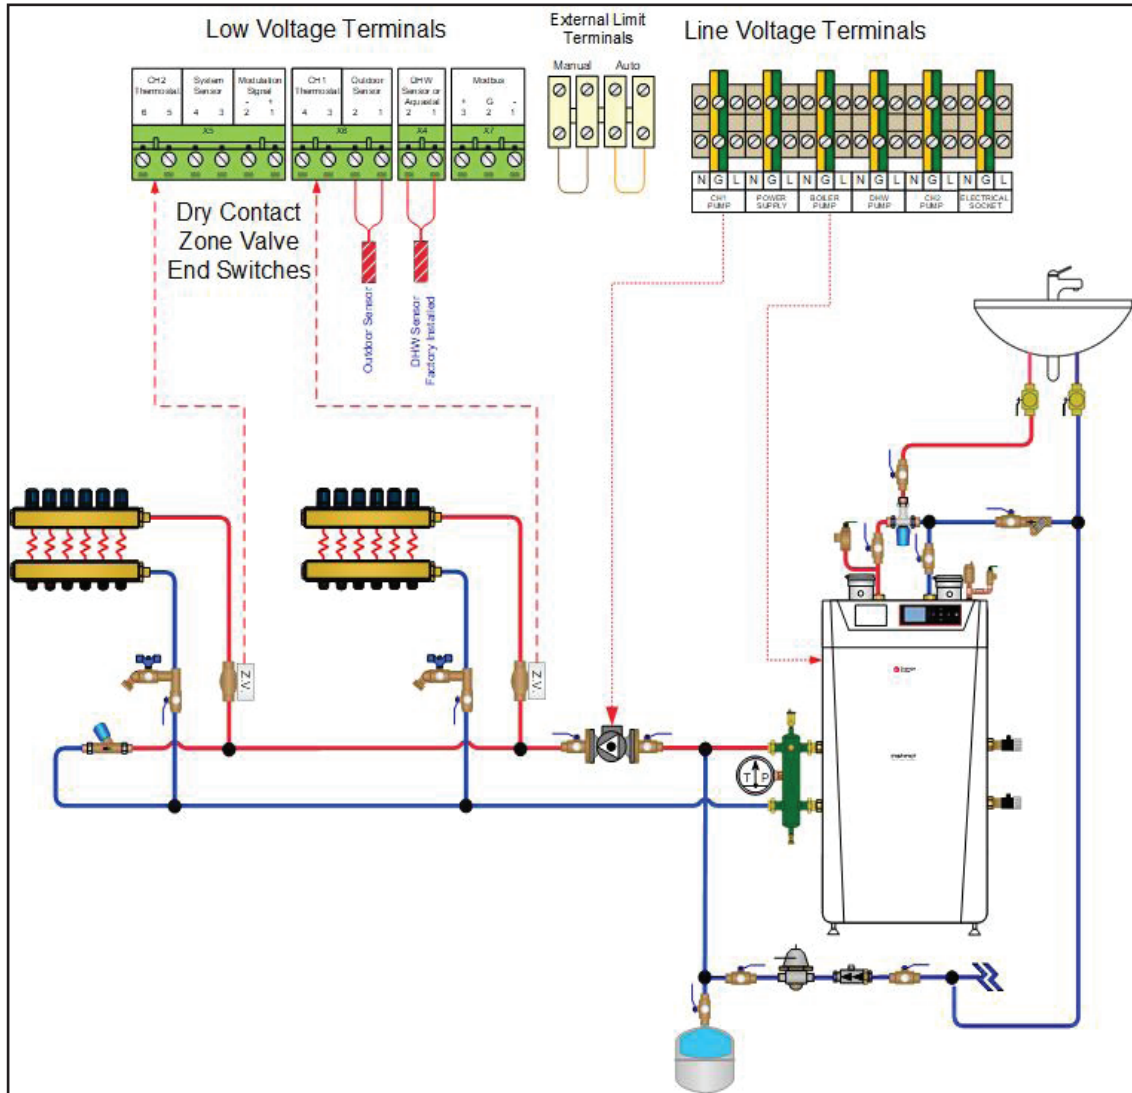 Low Voltage Terminals
External Limit
Terminals
Line Voltage Terminals
Manual Auto
CH2
Thermostat
6 5
System
Sensor
4 3
Modulation
Signal
- +
2 1
X5
CH1
Thermostat
4 3
Outdoor
Sensor
2 1
X6
DHW
Sensor or
Aquastat
2 1
X4
Modbus
+ G -
3 2 1
X7
N G L N G L N G L N G L N G L N G L
CH1
PUMP
POWER
SUPPLY
BOILER
PUMP
DHW
PUMP
CH2
PUMP
ELECTRICAL
SOCKET
Dry Contact
Zone Valve
End Switches
Outdoor Sensor
DHW Sensor
Factory Installed
Z.V.
Z.V.
T P